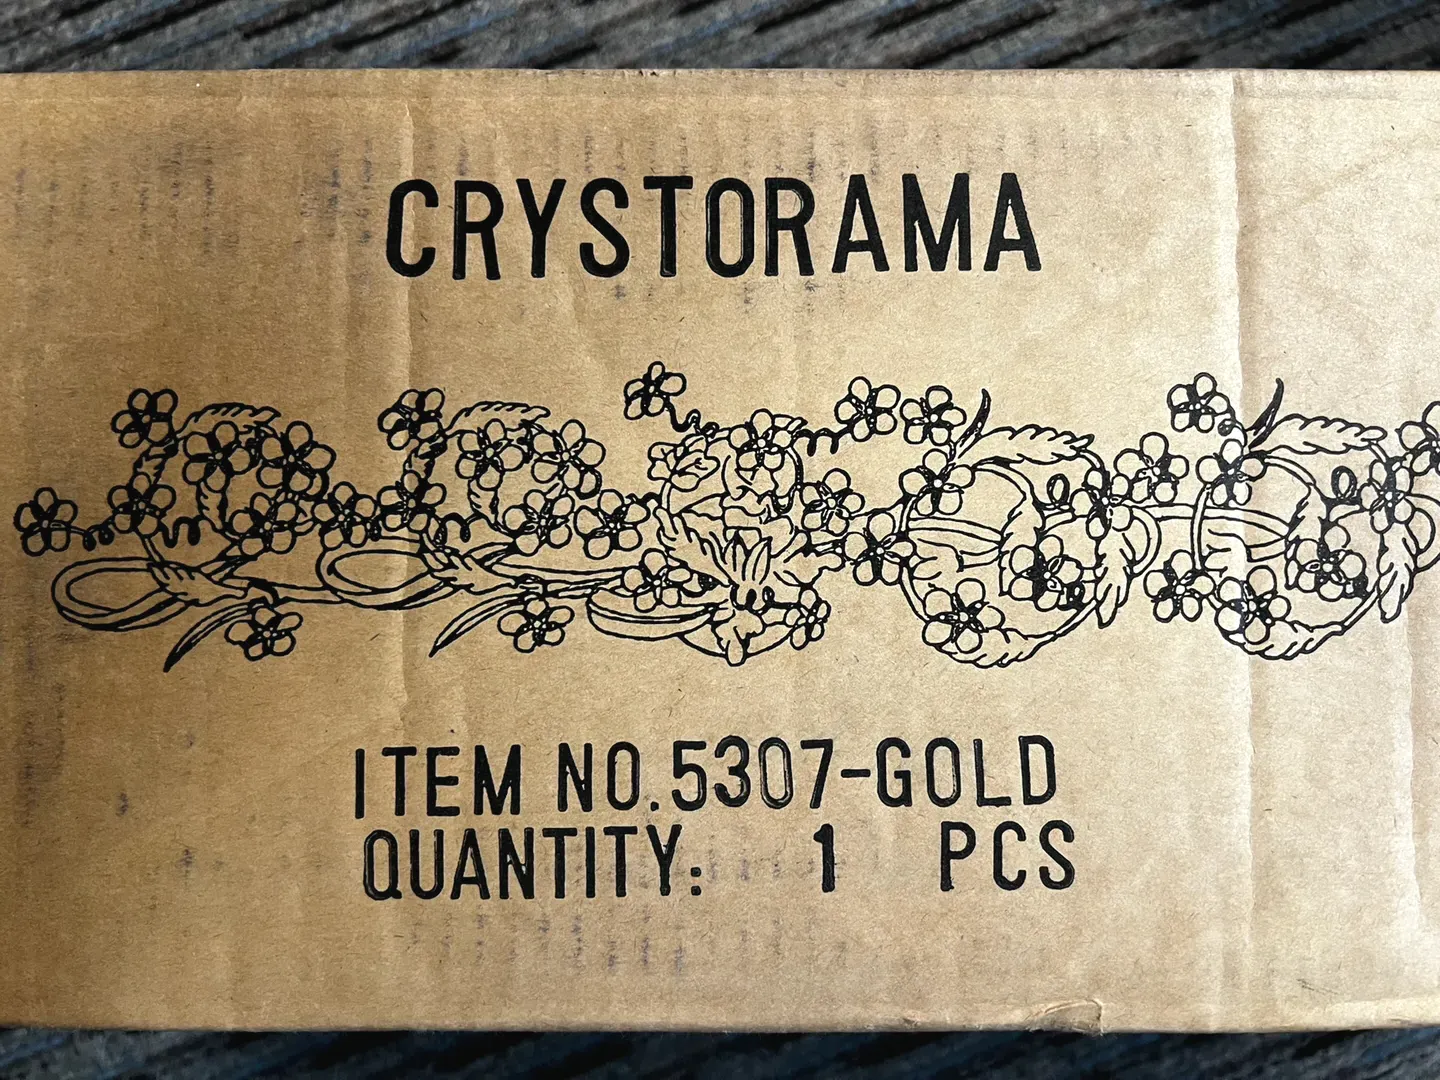 CRYSTORAMA
ITEM NO.5307-GOLD
QUANTITY: 1 PCS